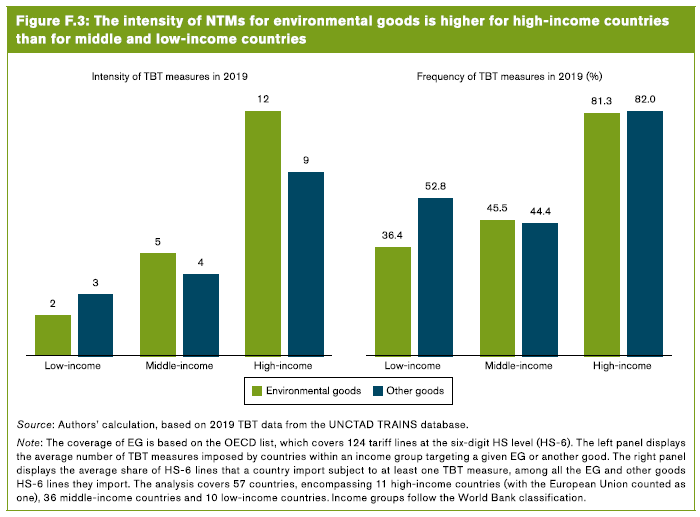 Figure F.3: The intensity of NTMs for environmental goods is higher for high-income countries
than for middle and low-income countries
Intensity of TBT measures in 2019
12
9
5
4
3
2
Low-income Middle-income High-income
Frequency of TBT measures in 2019 (%)
81.3 82.0
52.8
45.5 44.4
36.4
Low-income Middle-income High-income
Environmental goods Other goods
Source: Authors' calculation, based on 2019 TBT data from the UNCTAD TRAINS database.
Note: The coverage of EG is based on the OECD list, which covers 124 tariff lines at the six-digit HS level (HS-6). The left panel displays
the average number of TBT measures imposed by countries within an income group targeting a given EG or another good. The right panel
displays the average share of HS-6 lines that a country import subject to at least one TBT measure, among all the EG and other goods
HS-6 lines they import. The analysis covers 57 countries, encompassing 11 high-income countries (with the European Union counted as
one), 36 middle-income countries and 10 low-income countries. Income groups follow the World Bank classification.